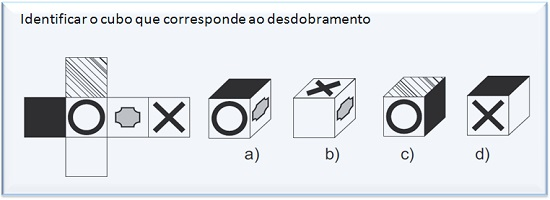 Identificar o cubo que corresponde ao desdobramento
a) b) c) d)